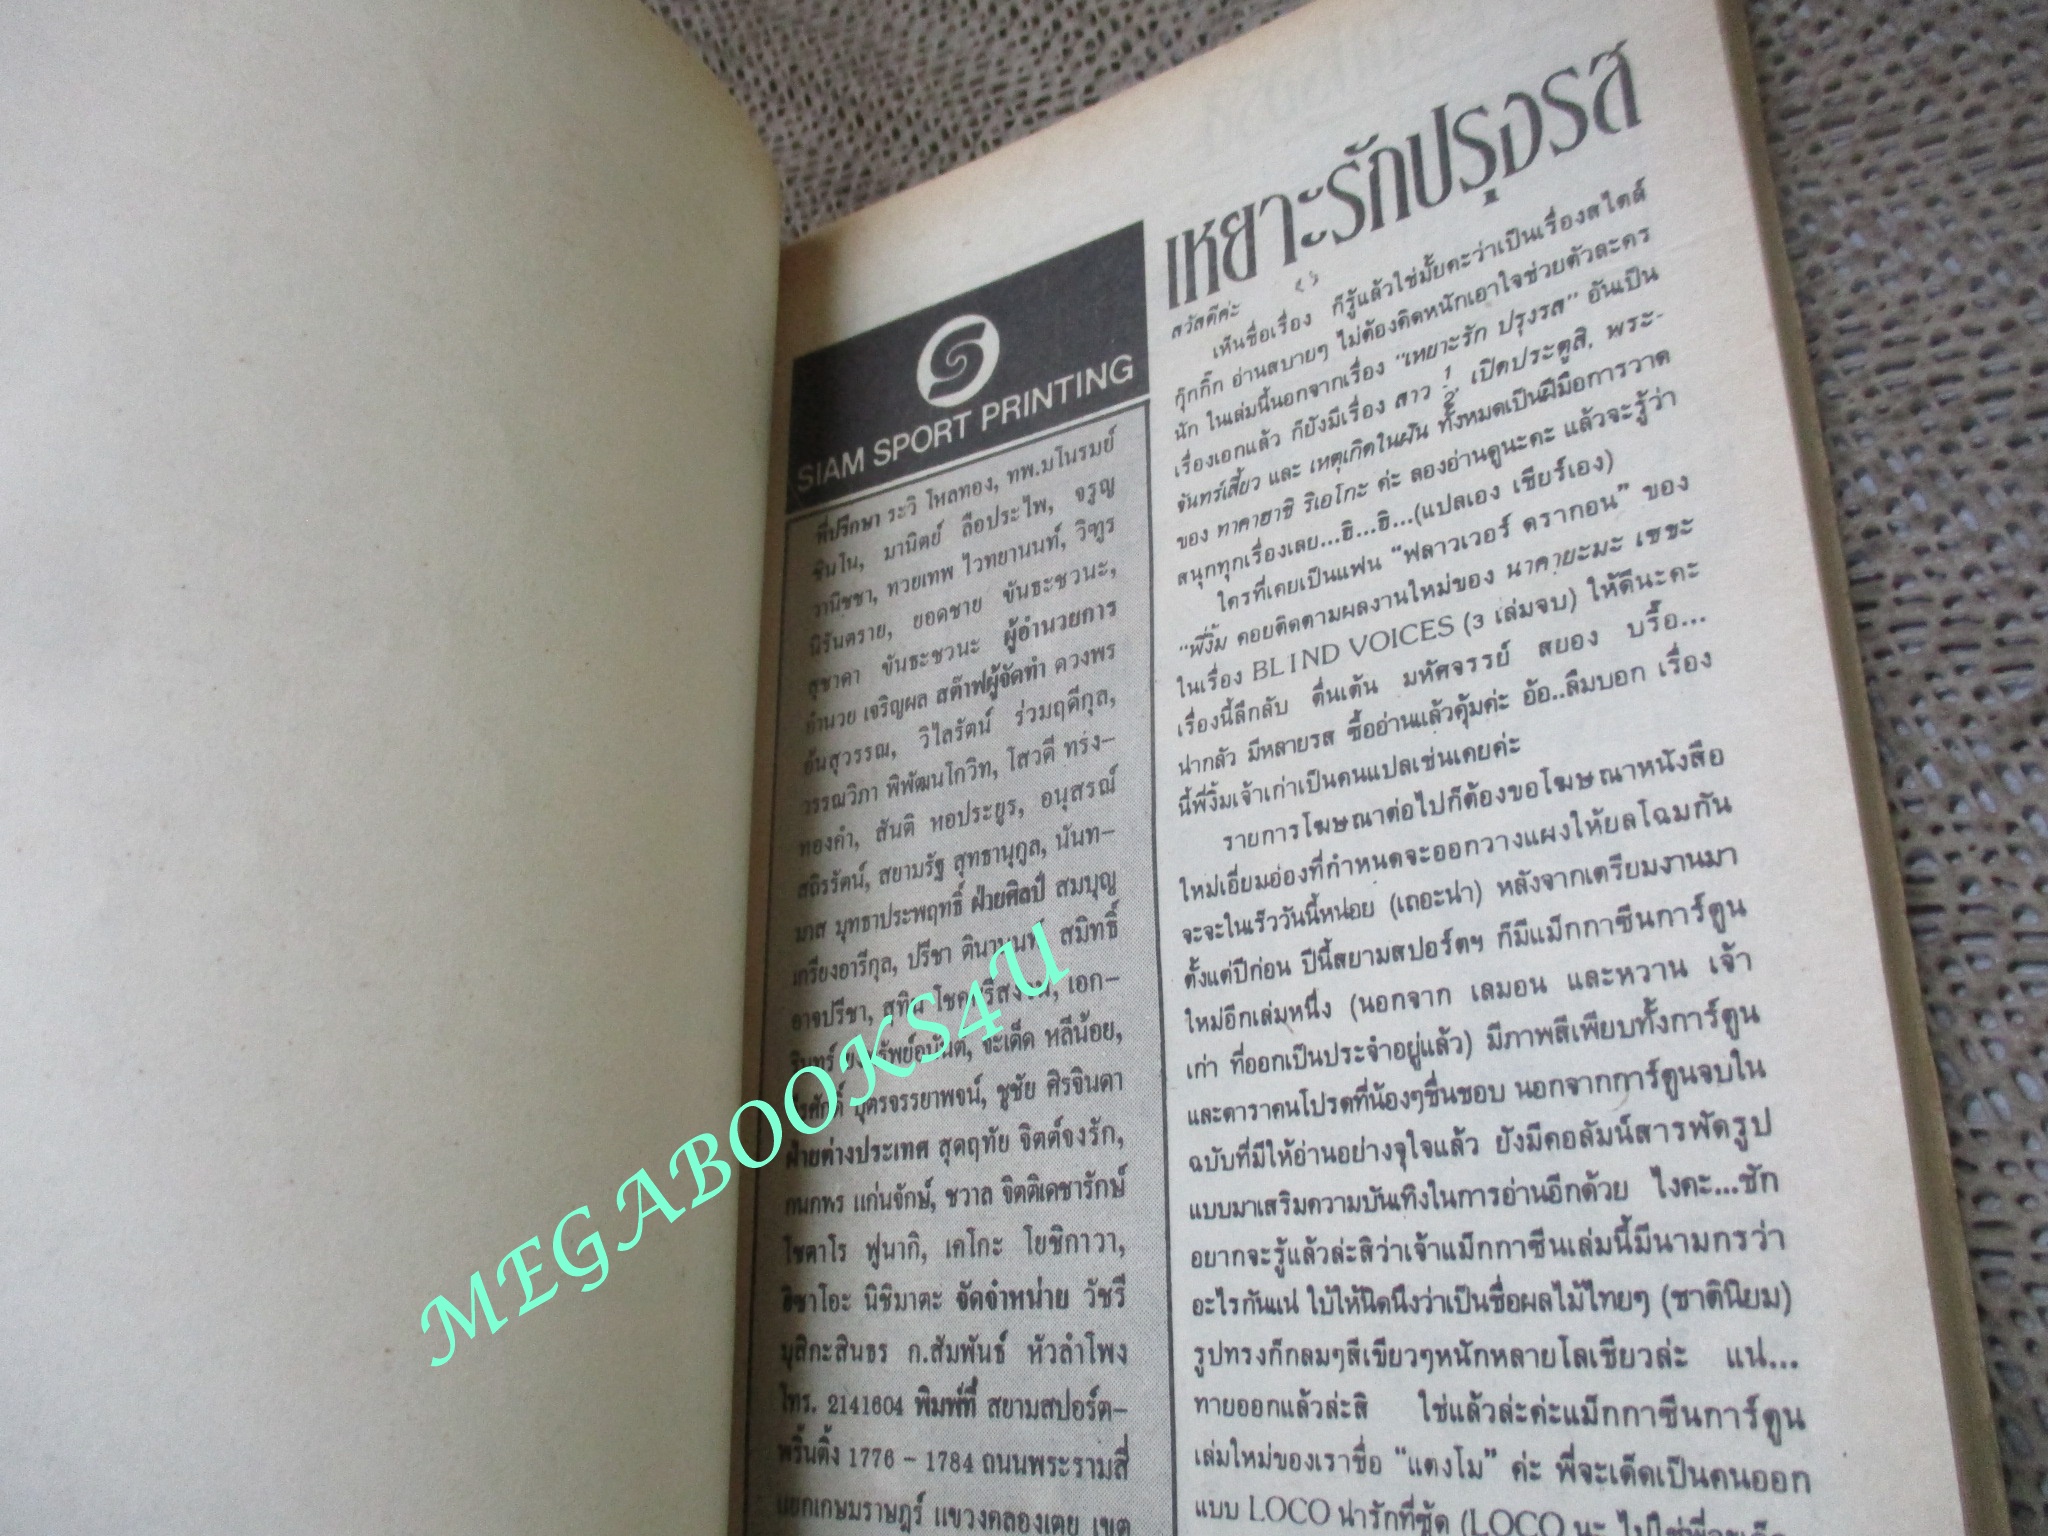 SIAM SPORT PRINTING
ที่ปรึกษา ระวิ โหลทอง, ทพ.มโนรมย์
ชินโน, มานิตย์ ลือประไพ, จรูญ
วานิชชา, ทวยเทพ ไวทยานนท์, วิฑูร
นิรันตราย, ยอดชาย ขันธะชวนะ,
สุชาดา ขันธะชวนะ ผู้อำนวยการ
อำนวย เจริญผล สต๊าฟผู้จัดทำ ดวงพร
อ้นสุวรรณ, วิไลรัตน์ ร่วมฤดีกุล,
วรรณวิภา พิพัฒนโกวิท, โสวดี ทรง-
ทองคำ, สันติ หอประยูร, อนุสรณ์
สถิรรัตน์, สยามรัฐ สุทธานุกูล, นันท-
มาส มุทธาประพฤทธิ์ ฝ่ายศิลป์ สมบุญ
เกรียงอารีกุล, ปรีชา สมิทธิ์
อาจปรีชา, สุทิน เอก-
จะเด็ด หลีน้อย,
บุตรจรรยาพจน์, ชูชัย ศิรจินดา
ฝ่ายต่างประเทศ สุดฤทัย จิตต์จงรัก,
กนกพร แก่นจักษ์, ชวาล จิตติเดชารักษ์
โชตาโร ฟูนากิ, เคโกะ โยชิกาวา,
ฮิซาโอะ นิชิมาตะ จัดจำหน่าย วัชรี
มุสิกะสินธร ก.สัมพันธ์ หัวลำโพง
โทร. 2141604 พิมพ์ที่ สยามสปอร์ต-
พริ้นติ้ง 1776 - 1784 ถนนพระรามสี่
แยกเกษมราษฎร์ แขวงคลองเตย เขต
เหยาะรักปรุงรส
สวัสดีค่ะ
เห็นชื่อเรื่อง ก็รู้แล้วใช่มั้ยคะว่าเป็นเรื่องสไตล์
กุ๊กกิ๊ก อ่านสบายๆ ไม่ต้องคิดหนักเอาใจช่วยตัวละคร
นัก ในเล่มนี้นอกจากเรื่อง "เหยาะรัก ปรุงรส" อันเป็น
เรื่องเอกแล้ว ก็ยังมีเรื่อง สาว 1/2, เปิดประตูสิ, พระ-
จันทร์เสี้ยว และ เหตุเกิดในฝัน ทั้งหมดเป็นฝีมือการวาด
ของ ทาคาฮาชิ ริเอโกะ ค่ะ ลองอ่านดูนะคะ แล้วจะรู้ว่า
สนุกทุกเรื่องเลย...ฮิ...ฮิ...(แปลเอง เชียร์เอง)
ใครที่เคยเป็นแฟน "ฟลาวเวอร์ ดรากอน" ของ
"พี่งิ้ม คอยติดตามผลงานใหม่ของ นาคายะมะ เซชะ
ในเรื่อง BLIND VOICES (3 เล่มจบ) ให้ดีนะคะ
เรื่องนี้ลึกลับ ตื่นเต้น มหัศจรรย์ สยอง บรื๊อ...
น่ากลัว มีหลายรส ซื้ออ่านแล้วคุ้มค่ะ อ้อ..ลืมบอก เรื่อง
นี้พี่งิ้มเจ้าเก่าเป็นคนแปลเช่นเคยค่ะ
รายการโฆษณาต่อไปก็ต้องขอโฆษณาหนังสือ
ใหม่เอี่ยมอ่องที่กำหนดจะออกวางแผงให้ยลโฉมกัน
จะจะในเร็ววันนี้หน่อย (เถอะน่า) หลังจากเตรียมงานมา
ตั้งแต่ปีก่อน ปีนี้สยามสปอร์ตฯ ก็มีแม็กกาซีนการ์ตูน
ใหม่อีกเล่มหนึ่ง (นอกจาก เลมอน และหวาน เจ้า
เก่า ที่ออกเป็นประจำอยู่แล้ว) มีภาพสีเพียบทั้งการ์ตูน
และดาราคนโปรดที่น้องๆชื่นชอบ นอกจากการ์ตูนจบใน
ฉบับที่มีให้อ่านอย่างจุใจแล้ว ยังมีคอลัมน์สารพัดรูป
แบบมาเสริมความบันเทิงในการอ่านอีกด้วย ไงคะ...ชัก
อยากจะรู้แล้วล่ะสิว่าเจ้าแม็กกาซีนเล่มนี้มีนามกรว่า
อะไรกันแน่ ใบ้ให้นิดนึงว่าเป็นชื่อผลไม้ไทยๆ (ชาตินิยม)
รูปทรงก็กลมๆสีเขียวๆหนักหลายโลเชียวล่ะ แน่...
ทายออกแล้วล่ะสิ ใช่แล้วล่ะค่ะแม็กกาซีนการ์ตูน
เล่มใหม่ของเราชื่อ "แตงโม" ค่ะ พี่จะเด็ดเป็นคนออก
แบบ LOCO น่ารักที่ซู้ด (LOCO นะ ไม่ใช่พี่จะเด็ด
MEGABOOKS4U